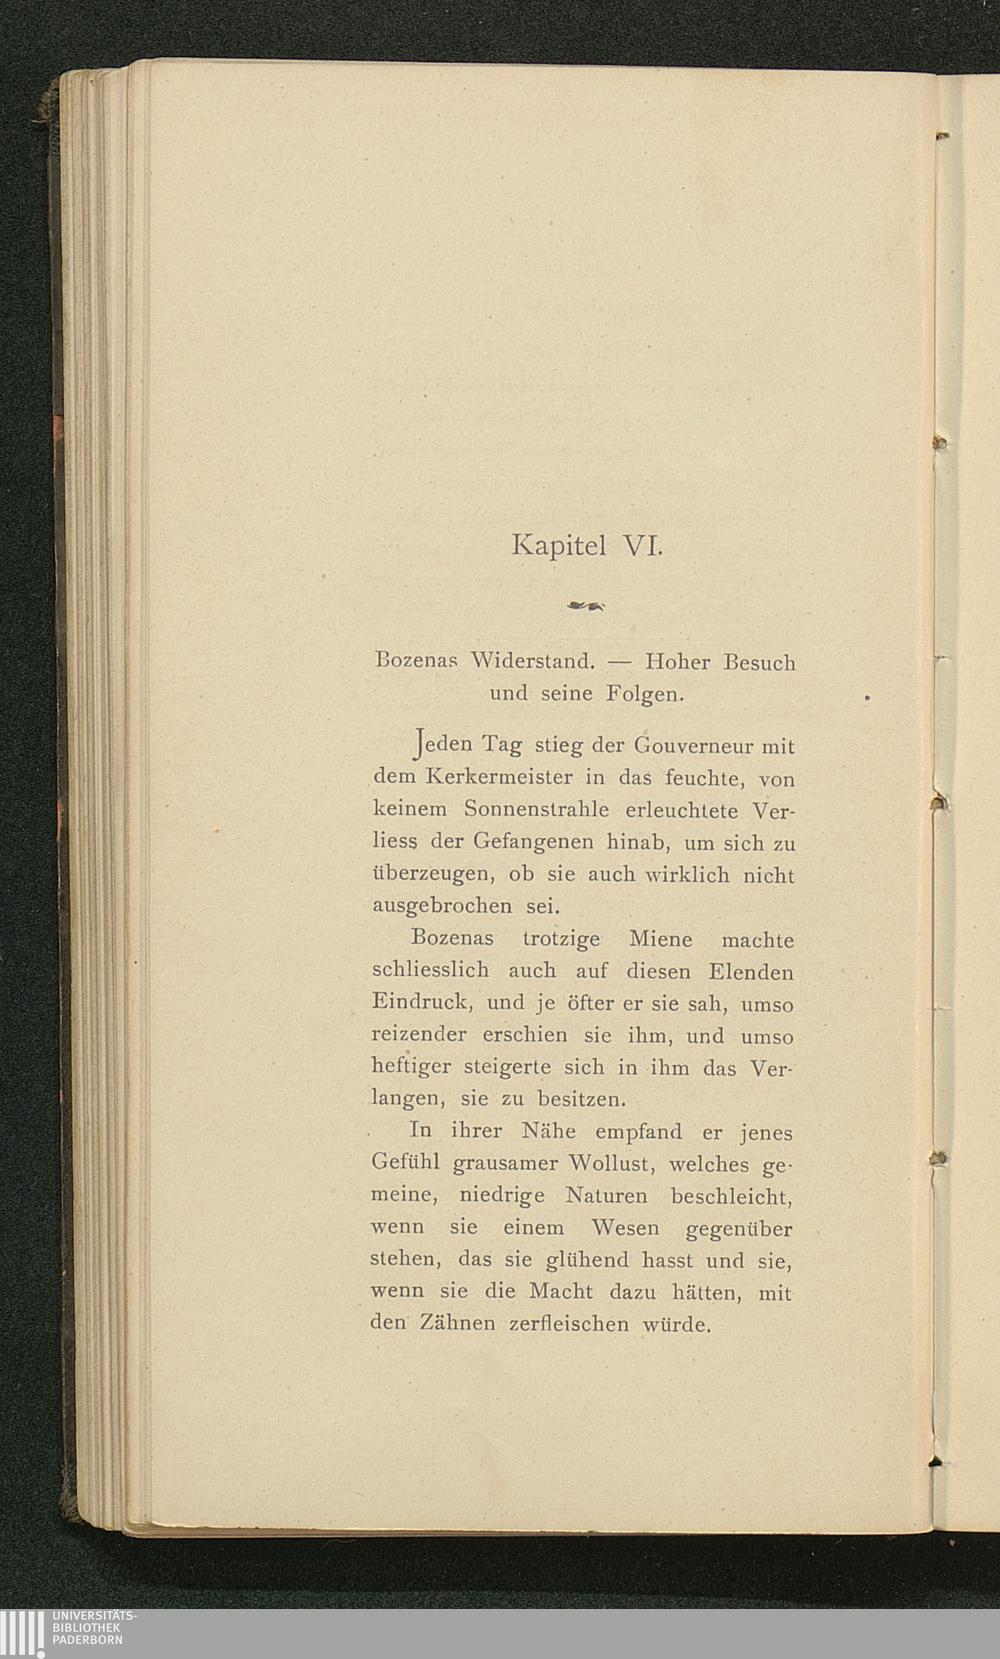 Kapitel VI.
Bozenas Widerstand. — Hoher Besuch
und seine Folgen.
Jeden Tag stieg der Gouverneur mit
dem Kerkermeister in das feuchte, von
keinem Sonnenstrahle erleuchtete Ver-
liess der Gefangenen hinab, um sich zu
überzeugen, ob sie auch wirklich nicht
ausgebrochen sei.
Bozenas trotzige Miene machte
schliesslich auch auf diesen Elenden
Eindruck, und je öfter er sie sah, umso
reizender erschien sie ihm, und umso
heftiger steigerte sich in ihm das Ver-
langen, sie zu besitzen.
In ihrer Nähe empfand er jenes
Gefühl grausamer Wollust, welches ge-
meine, niedrige Naturen beschleicht,
wenn sie einem Wesen gegenüber
stehen, das sie glühend hasst und sie,
wenn sie die Macht dazu hätten, mit
den Zähnen zerfleischen würde.
UNIVERSITÄTS-
BIBLIOTHEK
PADERBORN